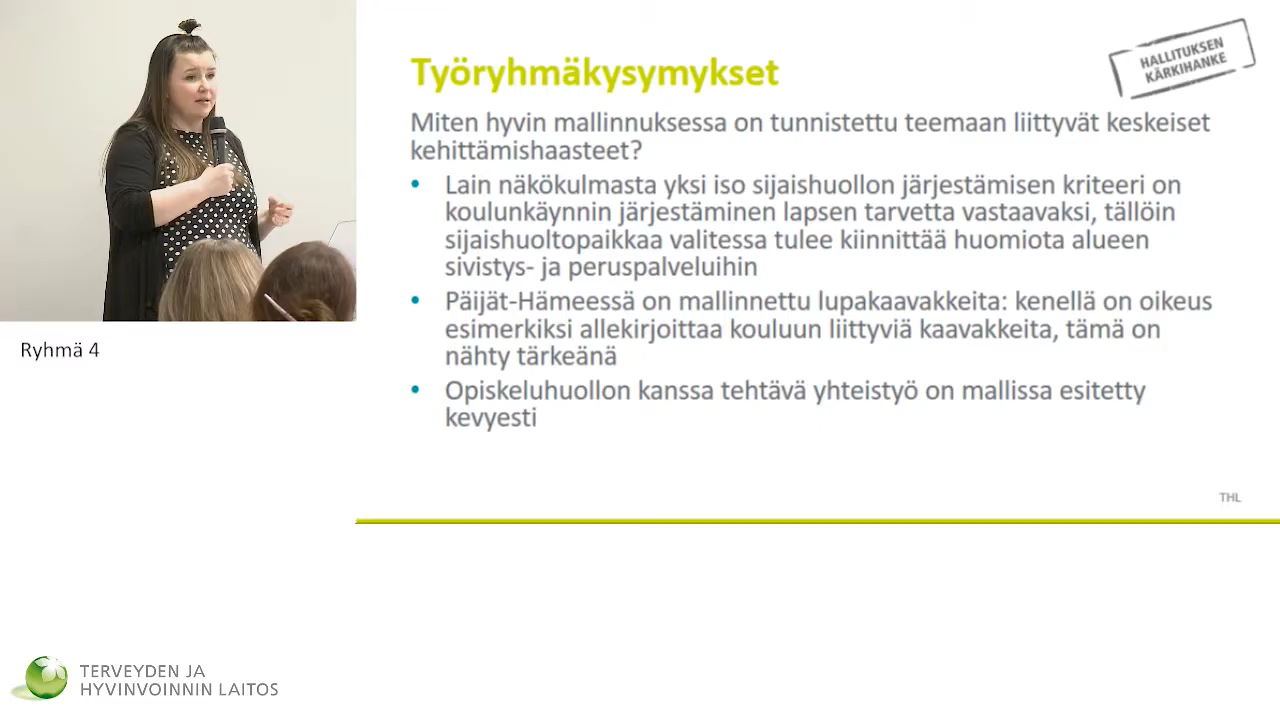 Työryhmäkysymykset
HALLITUKSEN
KÄRKIHANKE
Miten hyvin mallinnuksessa on tunnistettu teemaan liittyvät keskeiset
kehittämishaasteet?
• Lain näkökulmasta yksi iso sijaishuollon järjestämisen kriteeri on
koulunkäynnin järjestäminen lapsen tarvetta vastaavaksi, tällöin
sijaishuoltopaikkaa valitessa tulee kiinnittää huomiota alueen
sivistys- ja peruspalveluihin
• Päijät-Hämeessä on mallinnettu lupakaavakkeita: kenellä on oikeus
esimerkiksi allekirjoittaa kouluun liittyviä kaavakkeita, tämä on
nähty tärkeänä
• Opiskeluhuollon kanssa tehtävä yhteistyö on mallissa esitetty
kevyesti
THL
Ryhmä 4
TERVEYDEN JA
HYVINVOINNIN LAITOS